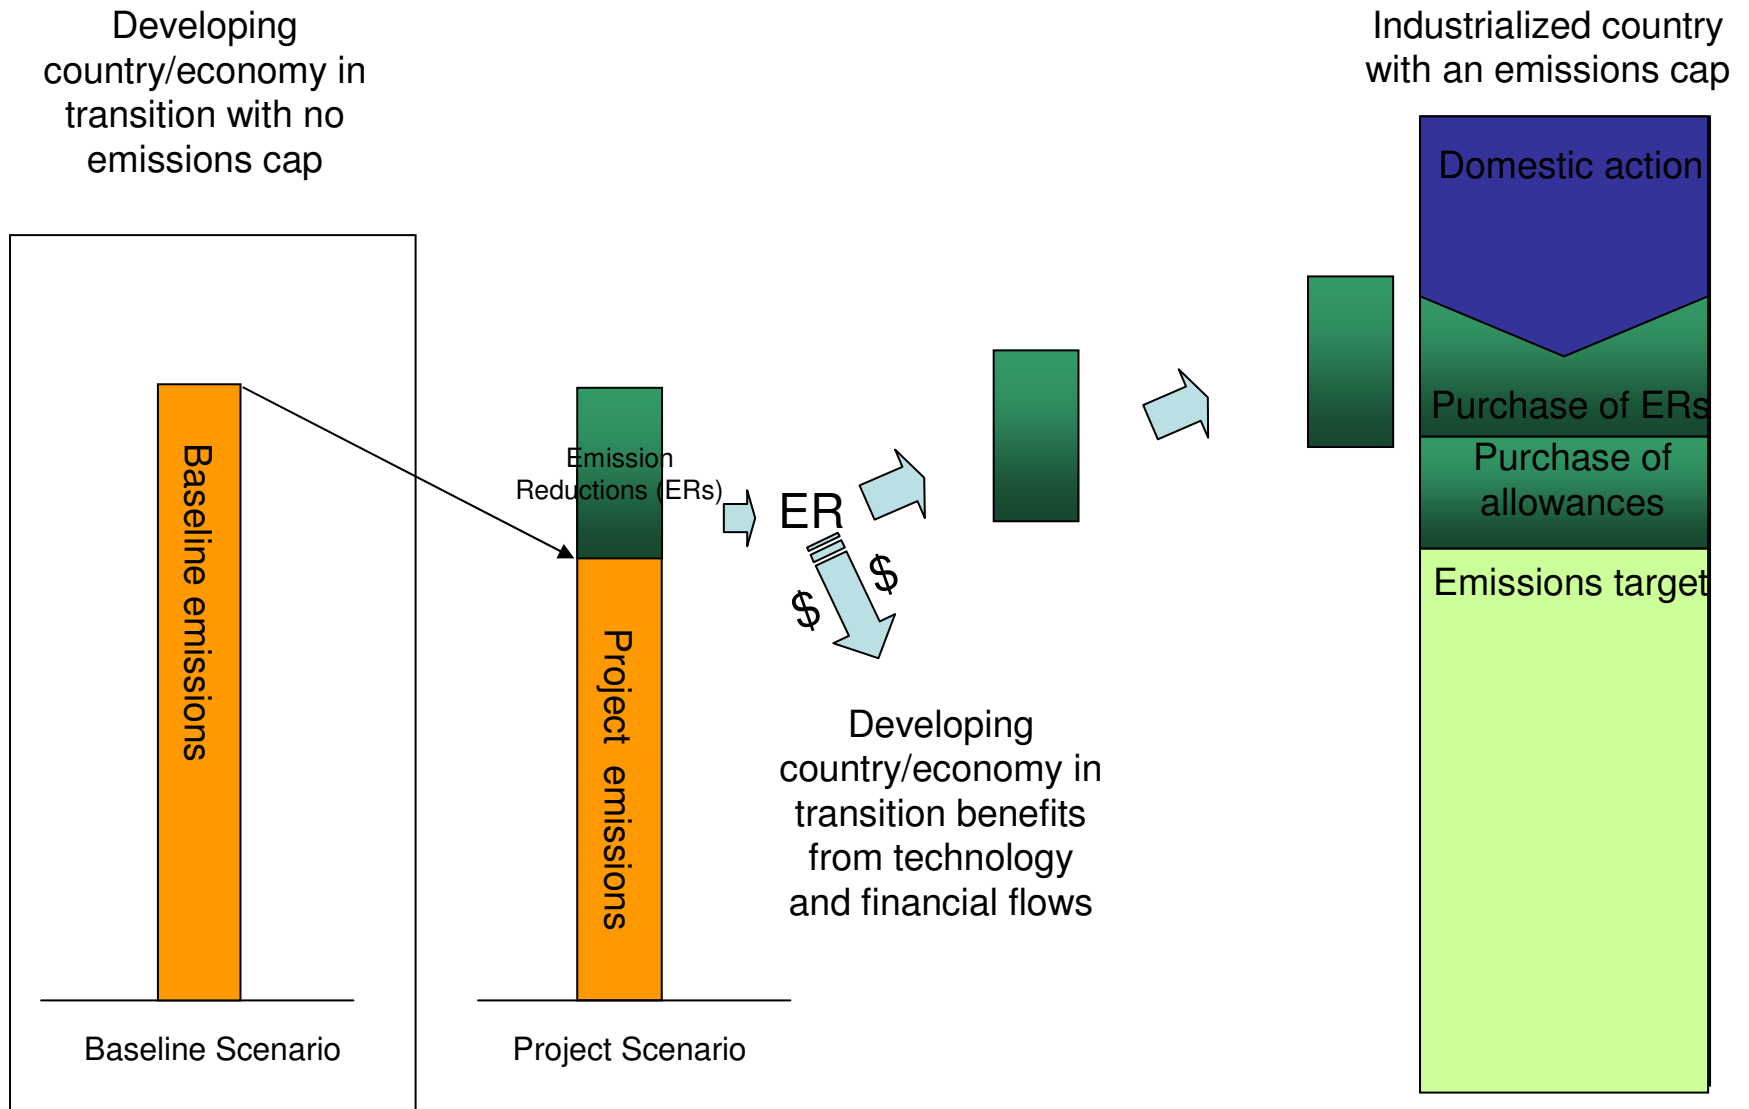 Developing
country/economy in
transition with no
emissions cap
Industrialized country
with an emissions cap
Domestic action
Baseline emissions
Emission
Reductions (ERs)
ER
$
$
Project emissions
Purchase of ERs
Purchase of
allowances
Emissions target
Developing
country/economy in
transition benefits
from technology
and financial flows
Baseline Scenario
Project Scenario